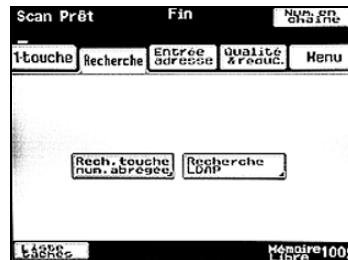 Scan Prêt Fin Num.en
chaîne
1-touche Recherche Entrée
adresse Qualité
&réduc. Menu
Rech.touche
num.abrégée
Recherche
LDAP
Liste
tâches
Mémoire 100%
Libre